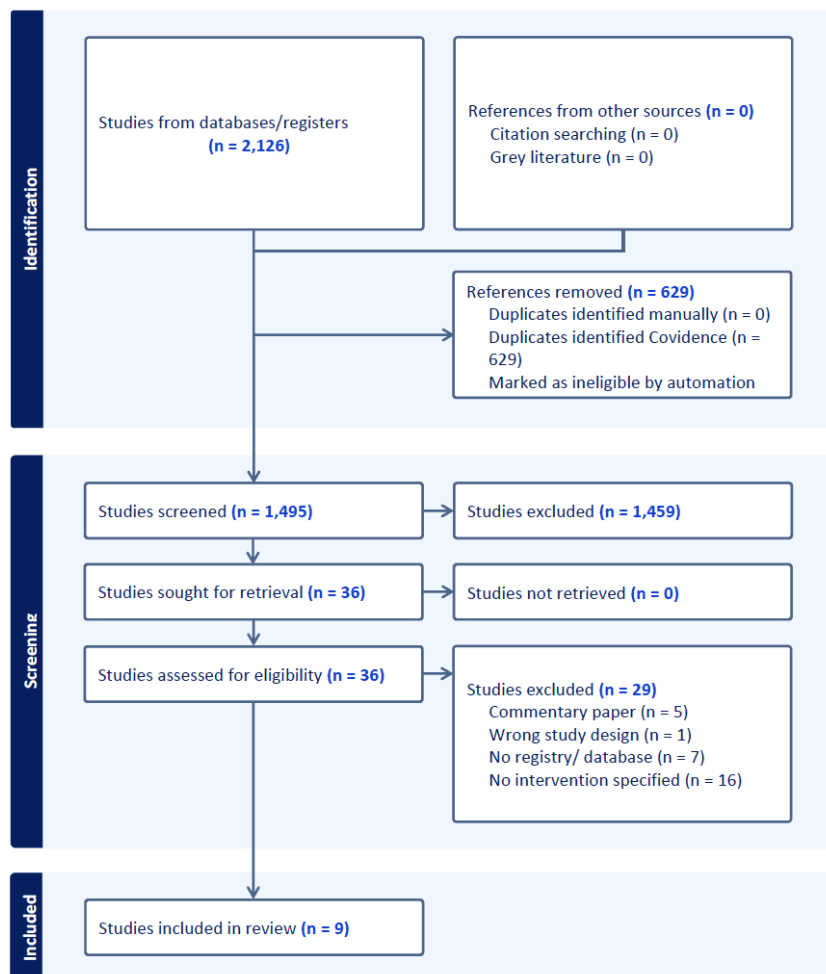 Identification
Studies from databases/registers
(n = 2,126)
References from other sources (n = 0)
Citation searching (n = 0)
Grey literature (n = 0)
References removed (n = 629)
Duplicates identified manually (n = 0)
Duplicates identified Covidence (n =
629)
Marked as ineligible by automation
Screening
Studies screened (n = 1,495)
Studies excluded (n = 1,459)
Studies sought for retrieval (n = 36)
Studies not retrieved (n = 0)
Studies assessed for eligibility (n = 36)
Studies excluded (n = 29)
Commentary paper (n = 5)
Wrong study design (n = 1)
No registry/ database (n = 7)
No intervention specified (n = 16)
Included
Studies included in review (n = 9)